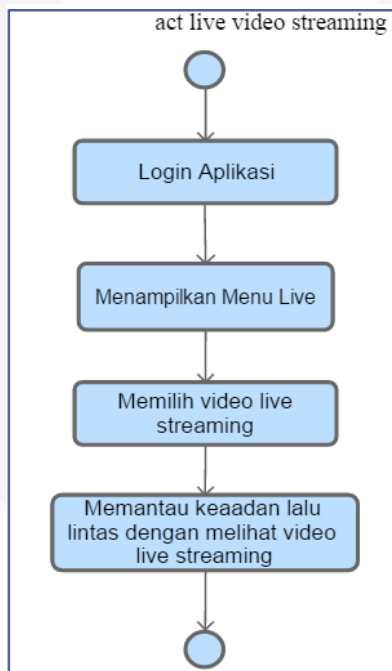 act live video streaming
Login Aplikasi
Menampilkan Menu Live
Memilih video live
streaming
Memantau keaadan lalu
lintas dengan melihat video
live streaming